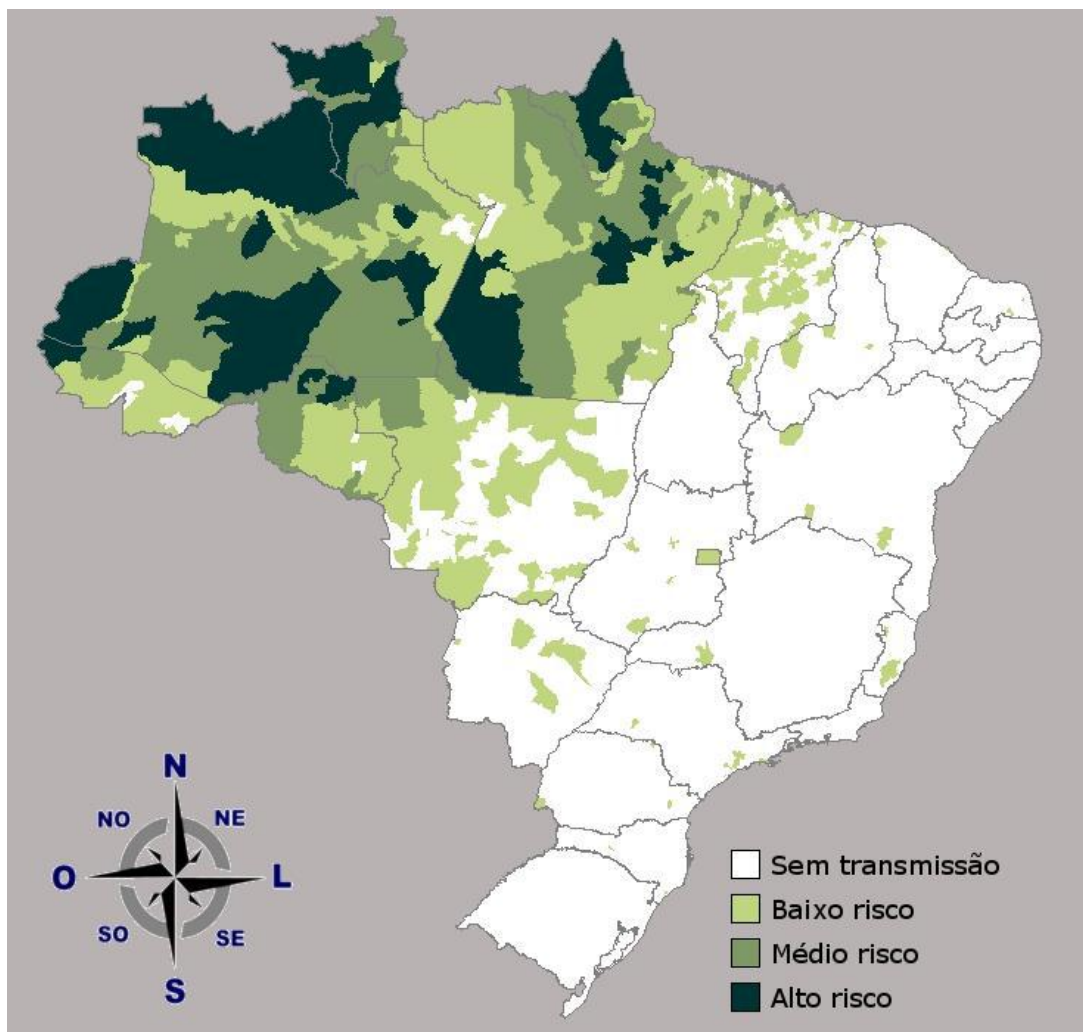 N
NO NE
O L
SO SE
S
Sem transmissão
Baixo risco
Médio risco
Alto risco